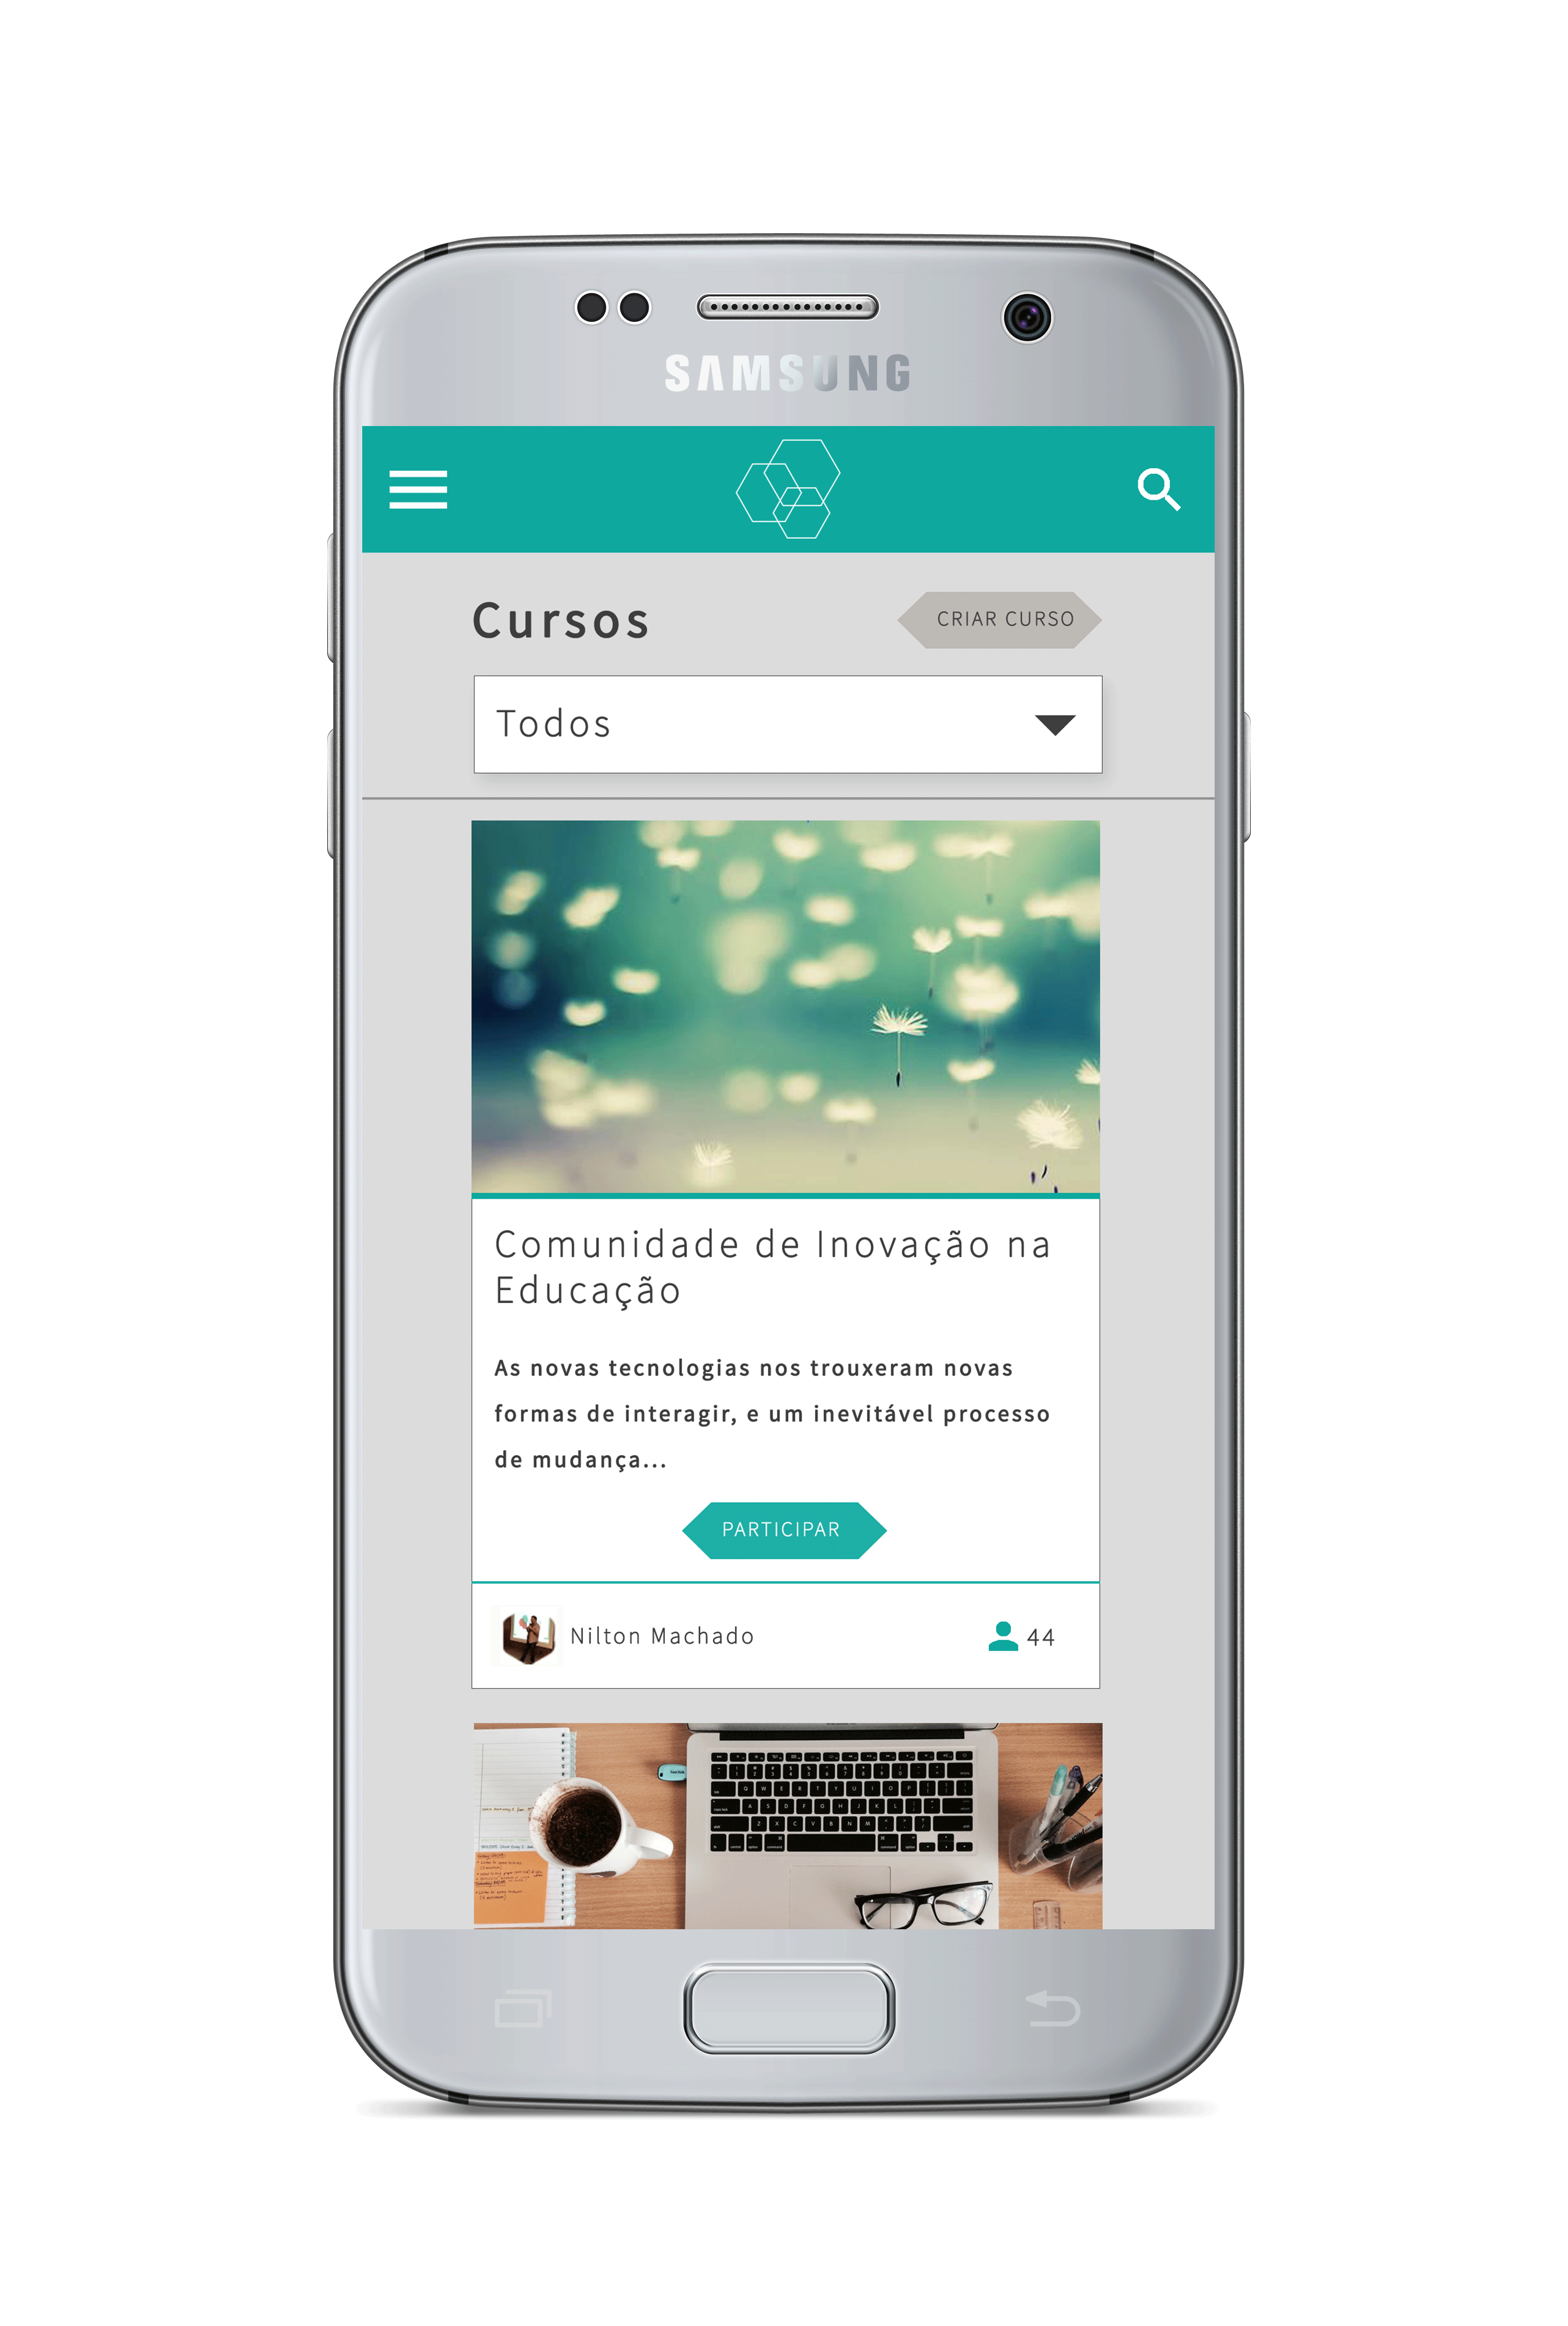 SAMSUNG
Cursos
CRIAR CURSO
Todos
Comunidade de Inovação na
Educação
As novas tecnologias nos trouxeram novas
formas de interagir, e um inevitável processo
de mudança...
PARTICIPAR
Nilton Machado
44